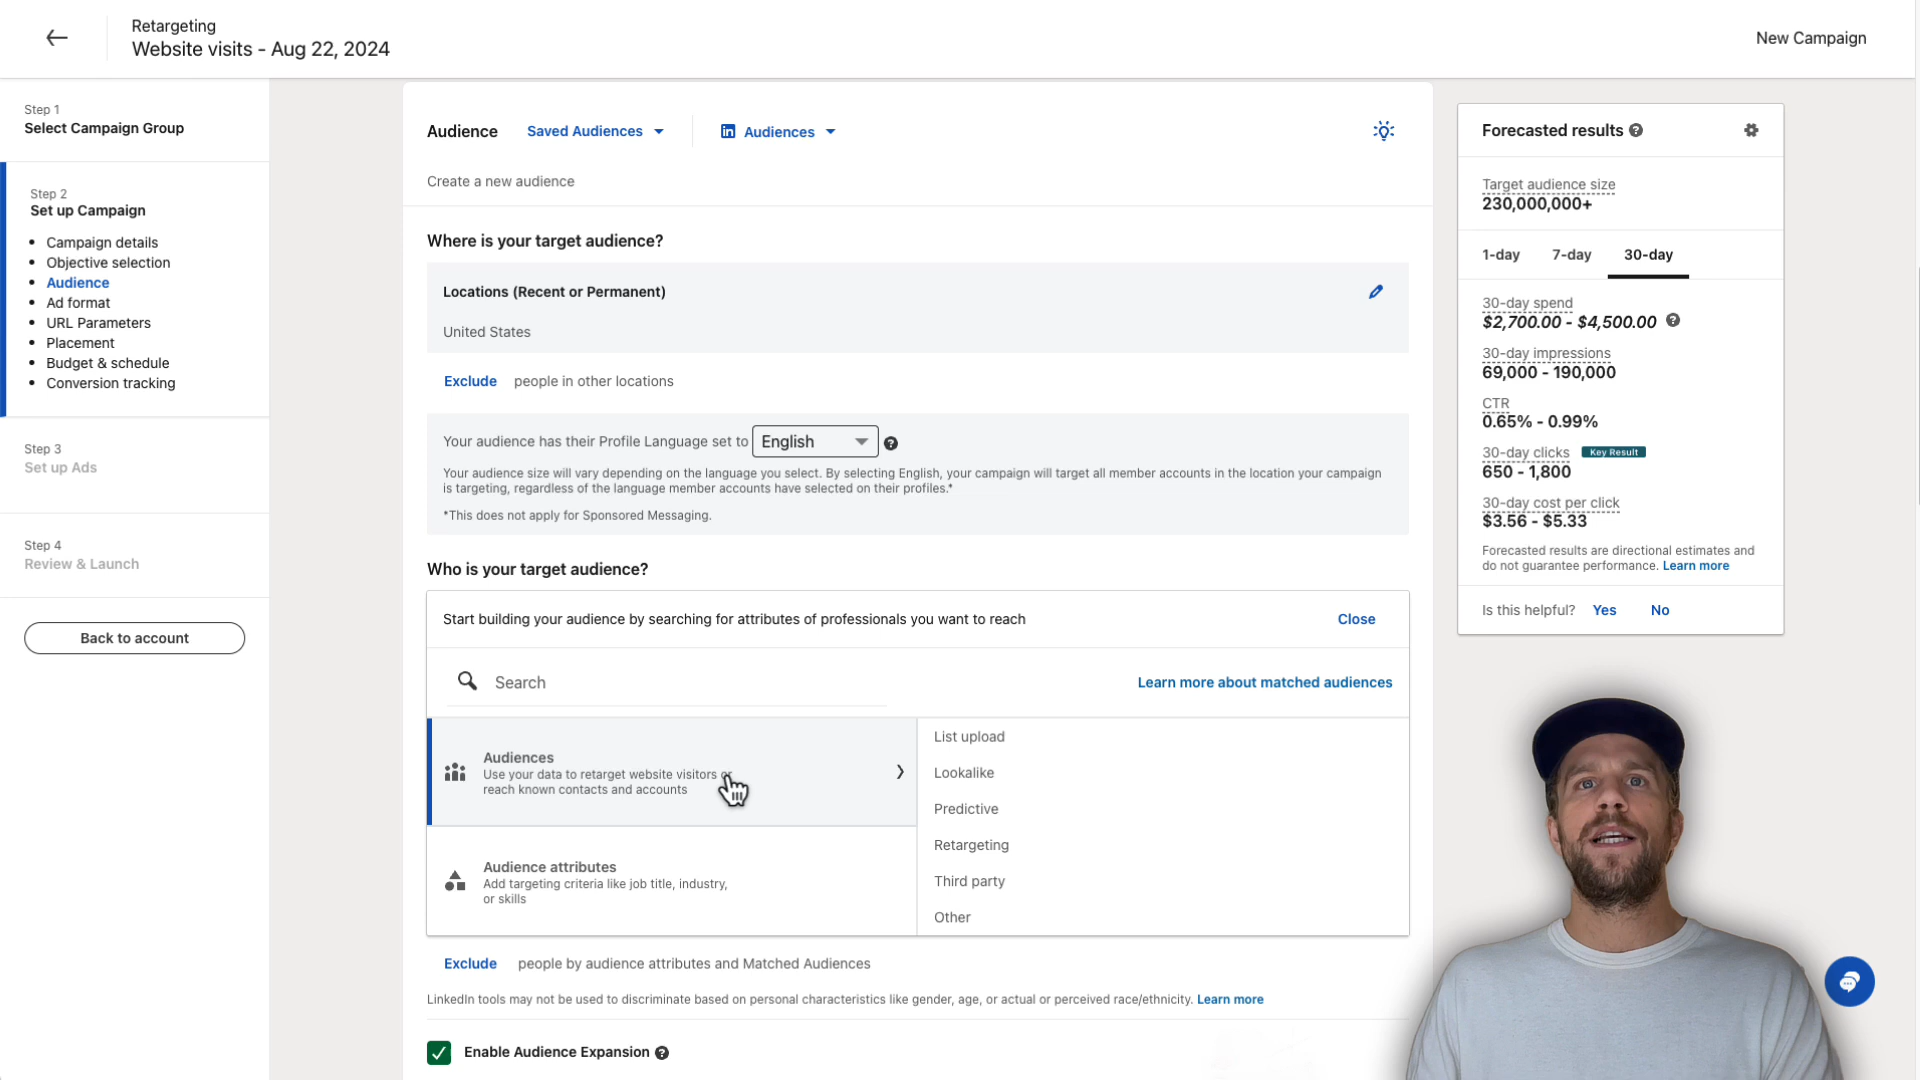 Retargeting
Website visits - Aug 22, 2024
New Campaign
Step 1
Select Campaign Group
Step 2
Set up Campaign
Campaign details
Objective selection
Audience
Ad format
URL Parameters
Placement
Budget & schedule
Conversion tracking
Step 3
Set up Ads
Step 4
Review & Launch
Back to account
Audience
Saved Audiences
in Audiences
Create a new audience
Where is your target audience?
Locations (Recent or Permanent)
United States
Exclude people in other locations
Your audience has their Profile Language set to English
Your audience size will vary depending on the language you select. By selecting English, your campaign will target all member accounts in the location your campaign
is targeting, regardless of the language member accounts have selected on their profiles.*
*This does not apply for Sponsored Messaging.
Who is your target audience?
Start building your audience by searching for attributes of professionals you want to reach
Close
Search
Learn more about matched audiences
Audiences
Use your data to retarget website visitors or
reach known contacts and accounts
Audience attributes
Add targeting criteria like job title, industry,
or skills
List upload
Lookalike
Predictive
Retargeting
Third party
Other
Exclude people by audience attributes and Matched Audiences
LinkedIn tools may not be used to discriminate based on personal characteristics like gender, age, or actual or perceived race/ethnicity. Learn more
Enable Audience Expansion
Forecasted results
Target audience size
230,000,000+
1-day 7-day 30-day
30-day spend
$2,700.00 - $4,500.00
30-day impressions
69,000 - 190,000
CTR
0.65% - 0.99%
30-day clicks Key Result
650 - 1,800
30-day cost per click
$3.56 - $5.33
Forecasted results are directional estimates and
do not guarantee performance. Learn more
Is this helpful? Yes No